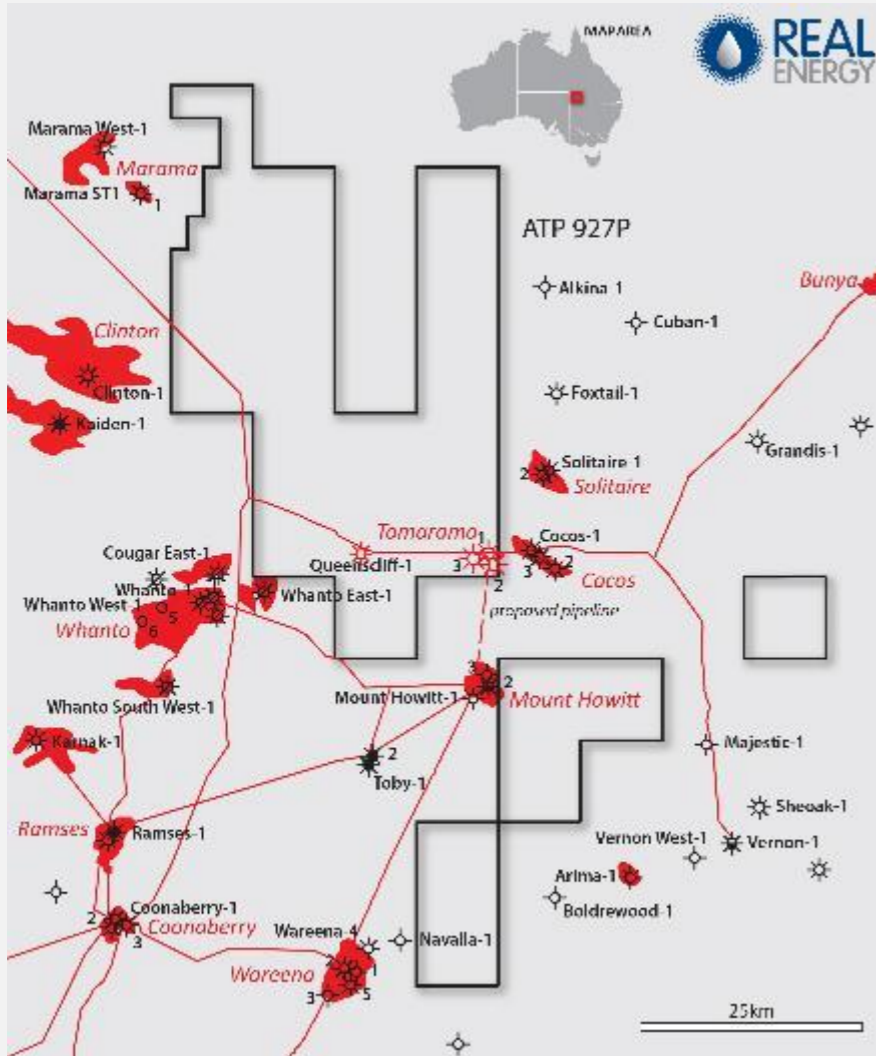 MAPAREA
REAL
ENERGY
Marama West-1
Marama
Marama ST1
1
ATP 927P
Alkina-1
Bunya
Cuban-1
Clinton
Clinton-1
Foxtail-1
Kaiden-1
Grandis-1
Solitaire-1
2
Solitaire
Tamarama
1
Cocos-1
Cougar East-1
Queenscliff-1
3
2
3
2
Cocos
Whanto-1
Whanto East-1
Whanto West-1
5
6
Whanto
proposed pipeline
3
2
Whanto South West-1
Mount Howitt-1
Mount Howitt
Karnak-1
Majestic-1
2
Toby-1
Ramses
Ramses-1
Sheoak-1
Vernon West-1
Vernon-1
Arima-1
Boldrewood-1
Coonaberry-1
2
Coonaberry
3
Wareena-4
Navalla-1
2
1
Wareena
3
5
25km